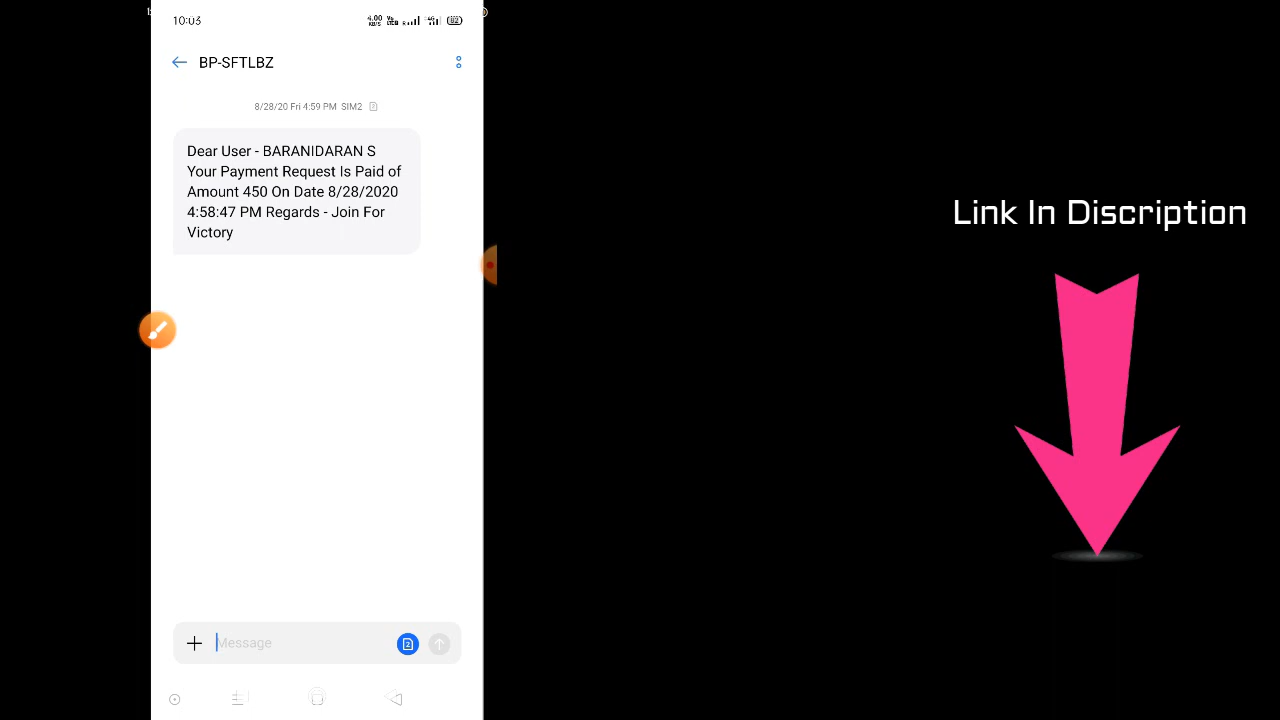 10:03
BP-SFTLBZ
8/28/20 Fri 4:59 PM SIM2
Dear User - BARANIDARAN S
Your Payment Request Is Paid of
Amount 450 On Date 8/28/2020
4:58:47 PM Regards - Join For
Victory
Message
Link In Discription